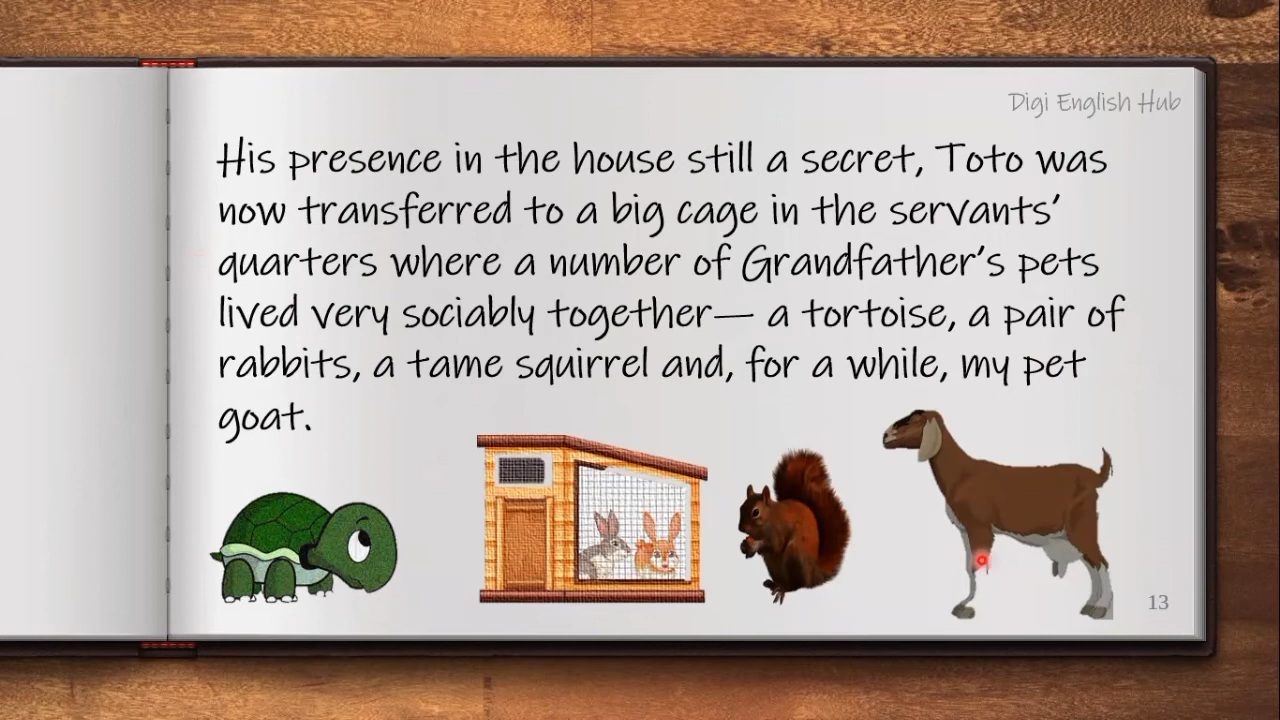 Digi English Hub
His presence in the house still a secret, Toto was
now transferred to a big cage in the servants’
quarters where a number of Grandfather’s pets
lived very sociably together— a tortoise, a pair of
rabbits, a tame squirrel and, for a while, my pet
goat.
13